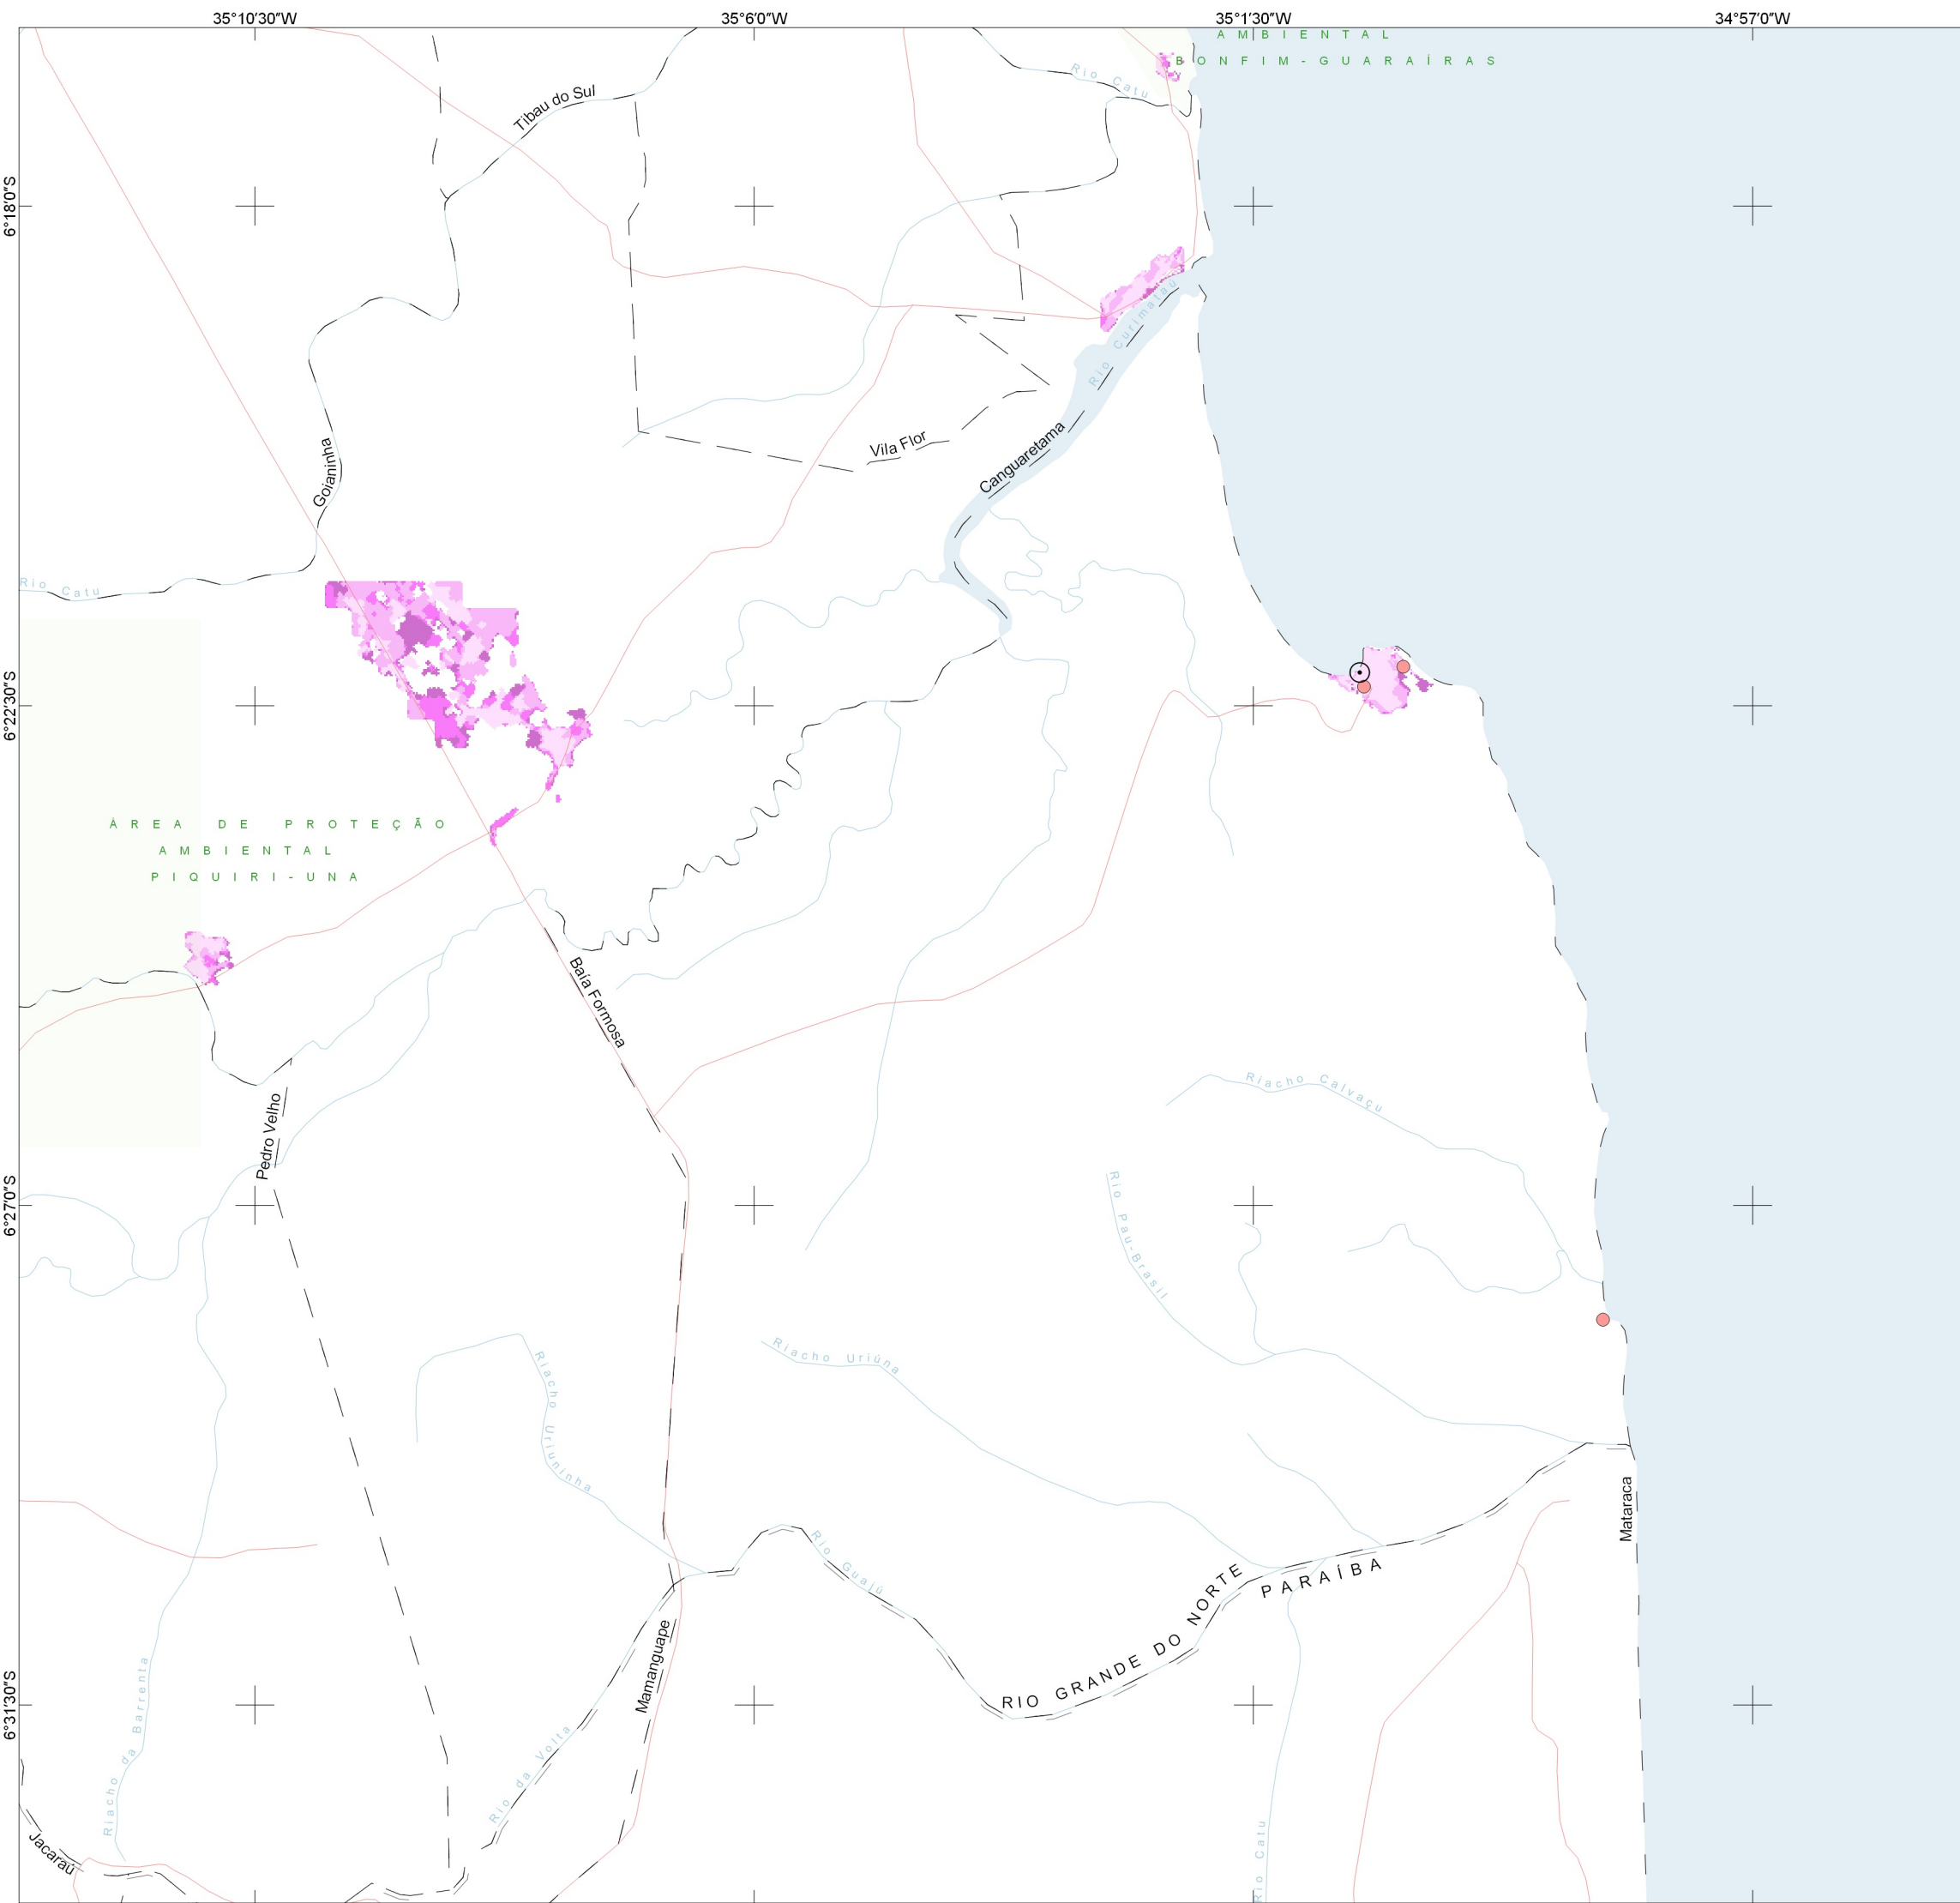 35°10'30"W
35°6'0"W
35°1'30"W
34°57'0"W
AMBIENTAL
BONFIM-GUARAÍRAS
Rio Catu
Tibau do Sul
6°18'0"S
Rio Curimataú
Vila Flor
Canguaretama
Goianinha
Rio Catu
6°22'30"S
ÁREA DE PROTEÇÃO
AMBIENTAL
PIQUIRI-UNA
Baía Formosa
Pedro Velho
Riacho Calvaçu
6°27'0"S
Rio Pau-Brasil
Riacho Uriúna
Riacho Uriuninha
Mataraca
Rio Guajú
RIO GRANDE DO NORTE
PARAÍBA
Mamanguape
6°31'30"S
Riacho da Barrenta
Rio da Volta
Rio Catu
Jacaraú